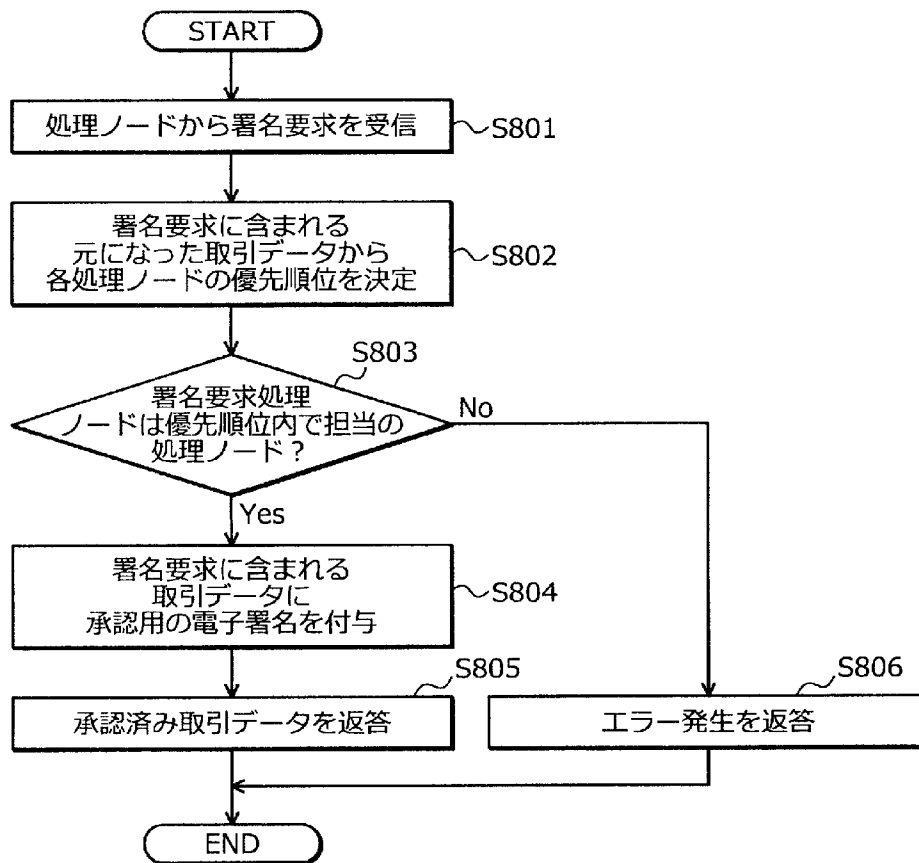 START
処理ノードから署名要求を受信
S801
署名要求に含まれる
元になった取引データから
各処理ノードの優先順位を決定
S802
S803
署名要求処理
ノードは優先順位内で担当の
処理ノード？
No
Yes
署名要求に含まれる
取引データに
承認用の電子署名を付与
S804
S805
承認済み取引データを返答
S806
エラー発生を返答
END